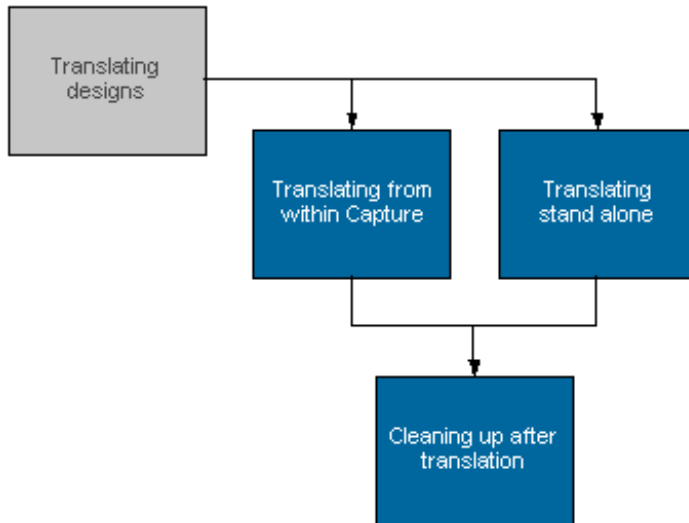 Translating
designs
Translating from
within Capture
Translating
stand alone
Cleaning up after
translation